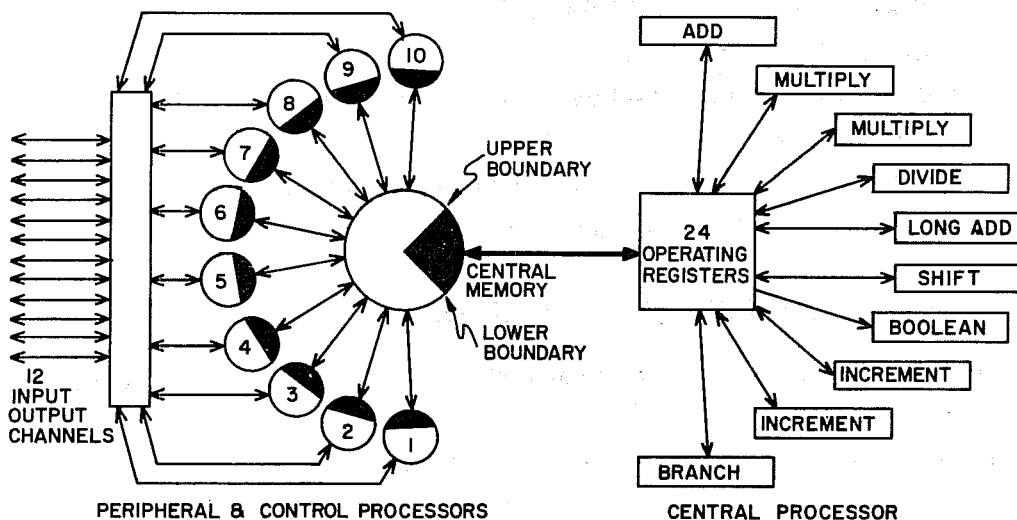 10
9
8
7
6
5
4
3
2
1
12
INPUT
OUTPUT
CHANNELS
UPPER
BOUNDARY
CENTRAL
MEMORY
LOWER
BOUNDARY
PERIPHERAL & CONTROL PROCESSORS
24
OPERATING
REGISTERS
ADD
MULTIPLY
MULTIPLY
DIVIDE
LONG ADD
SHIFT
BOOLEAN
INCREMENT
INCREMENT
BRANCH
CENTRAL PROCESSOR